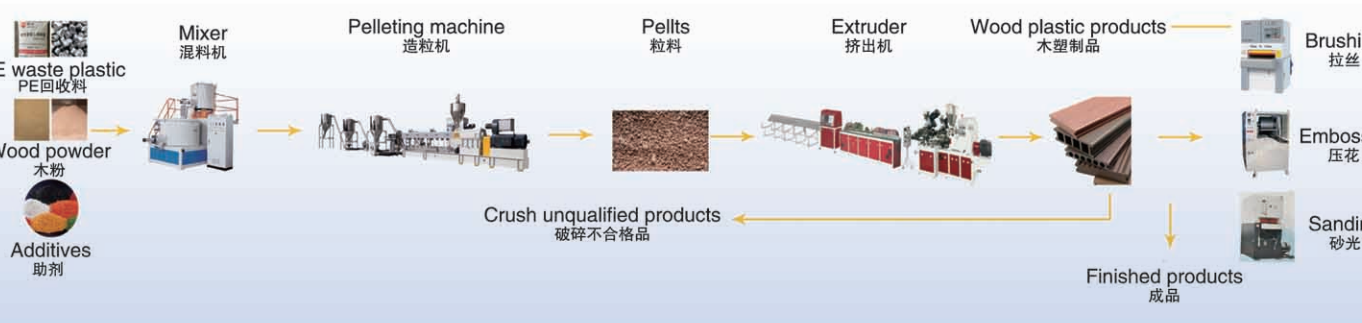 E waste plastic
PE回收料
Wood powder
木粉
Additives
助剂
Mixer
混料机
Pelleting machine
造粒机
Pellts
粒料
Extruder
挤出机
Wood plastic products
木塑制品
Crush unqualified products
破碎不合格品
Finished products
成品
Brushi
拉丝
Emboss
压花
Sandin
砂光